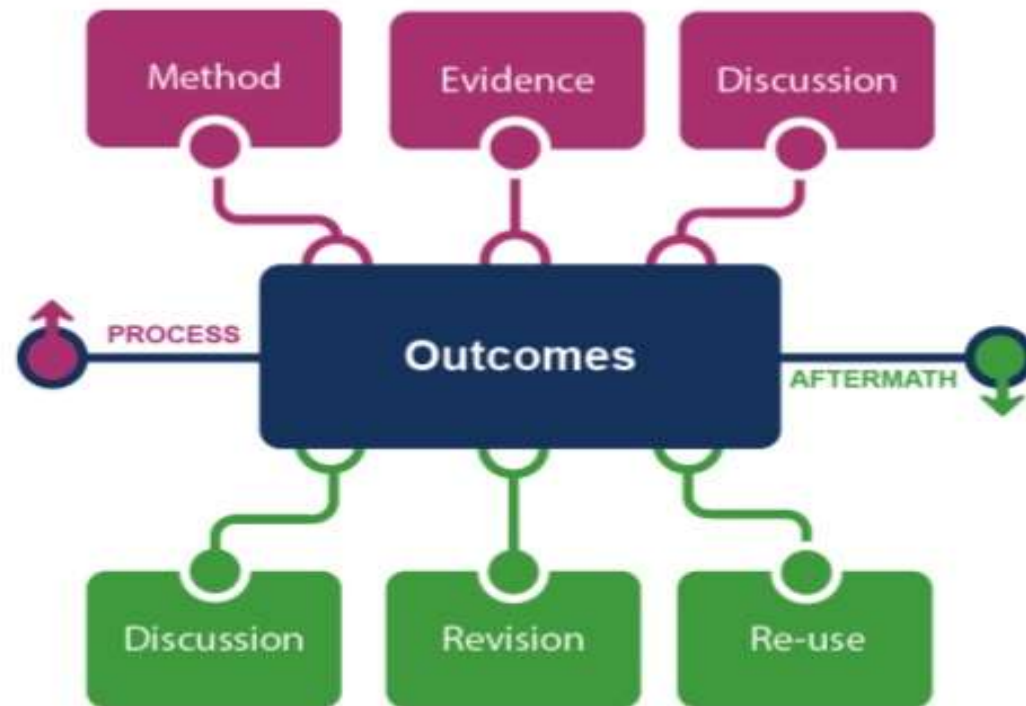 Method
Evidence
Discussion
PROCESS
Outcomes
AFTERMATH
Discussion
Revision
Re-use